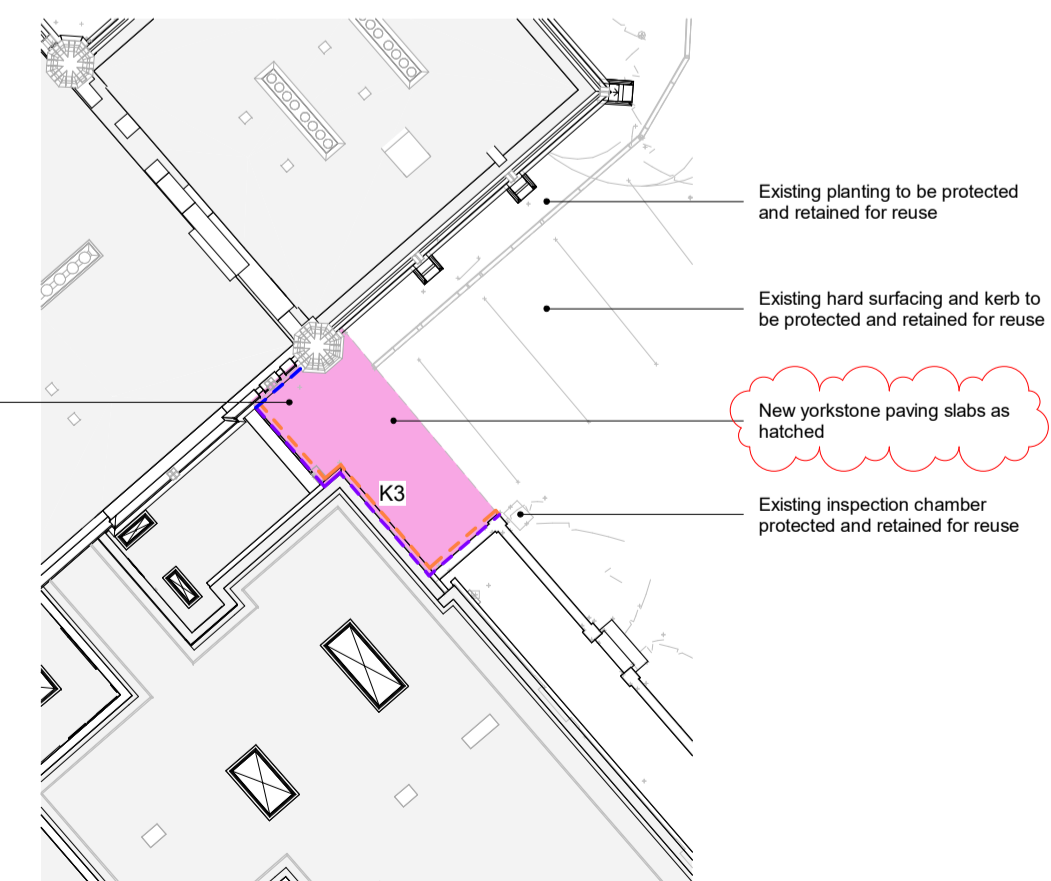 Existing planting to be protected
and retained for reuse
Existing hard surfacing and kerb to
be protected and retained for reuse
New yorkstone paving slabs as
hatched
K3
Existing inspection chamber
protected and retained for reuse